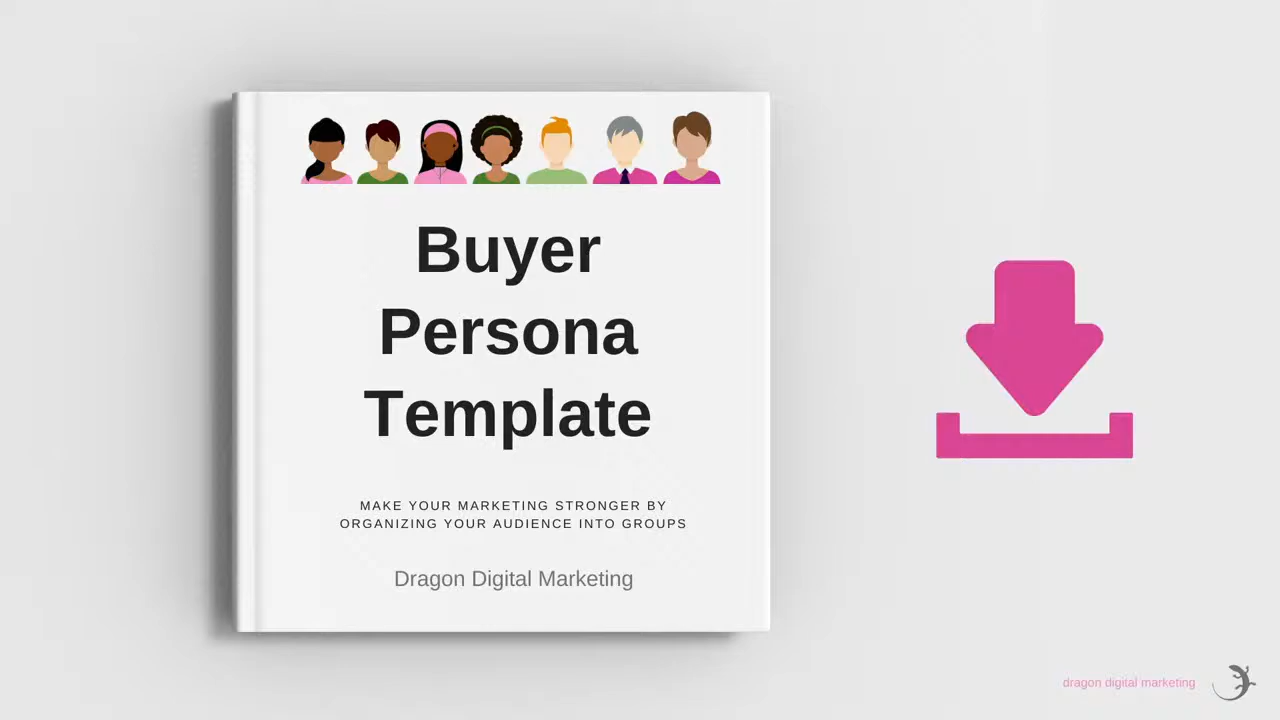 Buyer
Persona
Template
MAKE YOUR MARKETING STRONGER BY
ORGANIZING YOUR AUDIENCE INTO GROUPS
Dragon Digital Marketing
dragon digital marketing